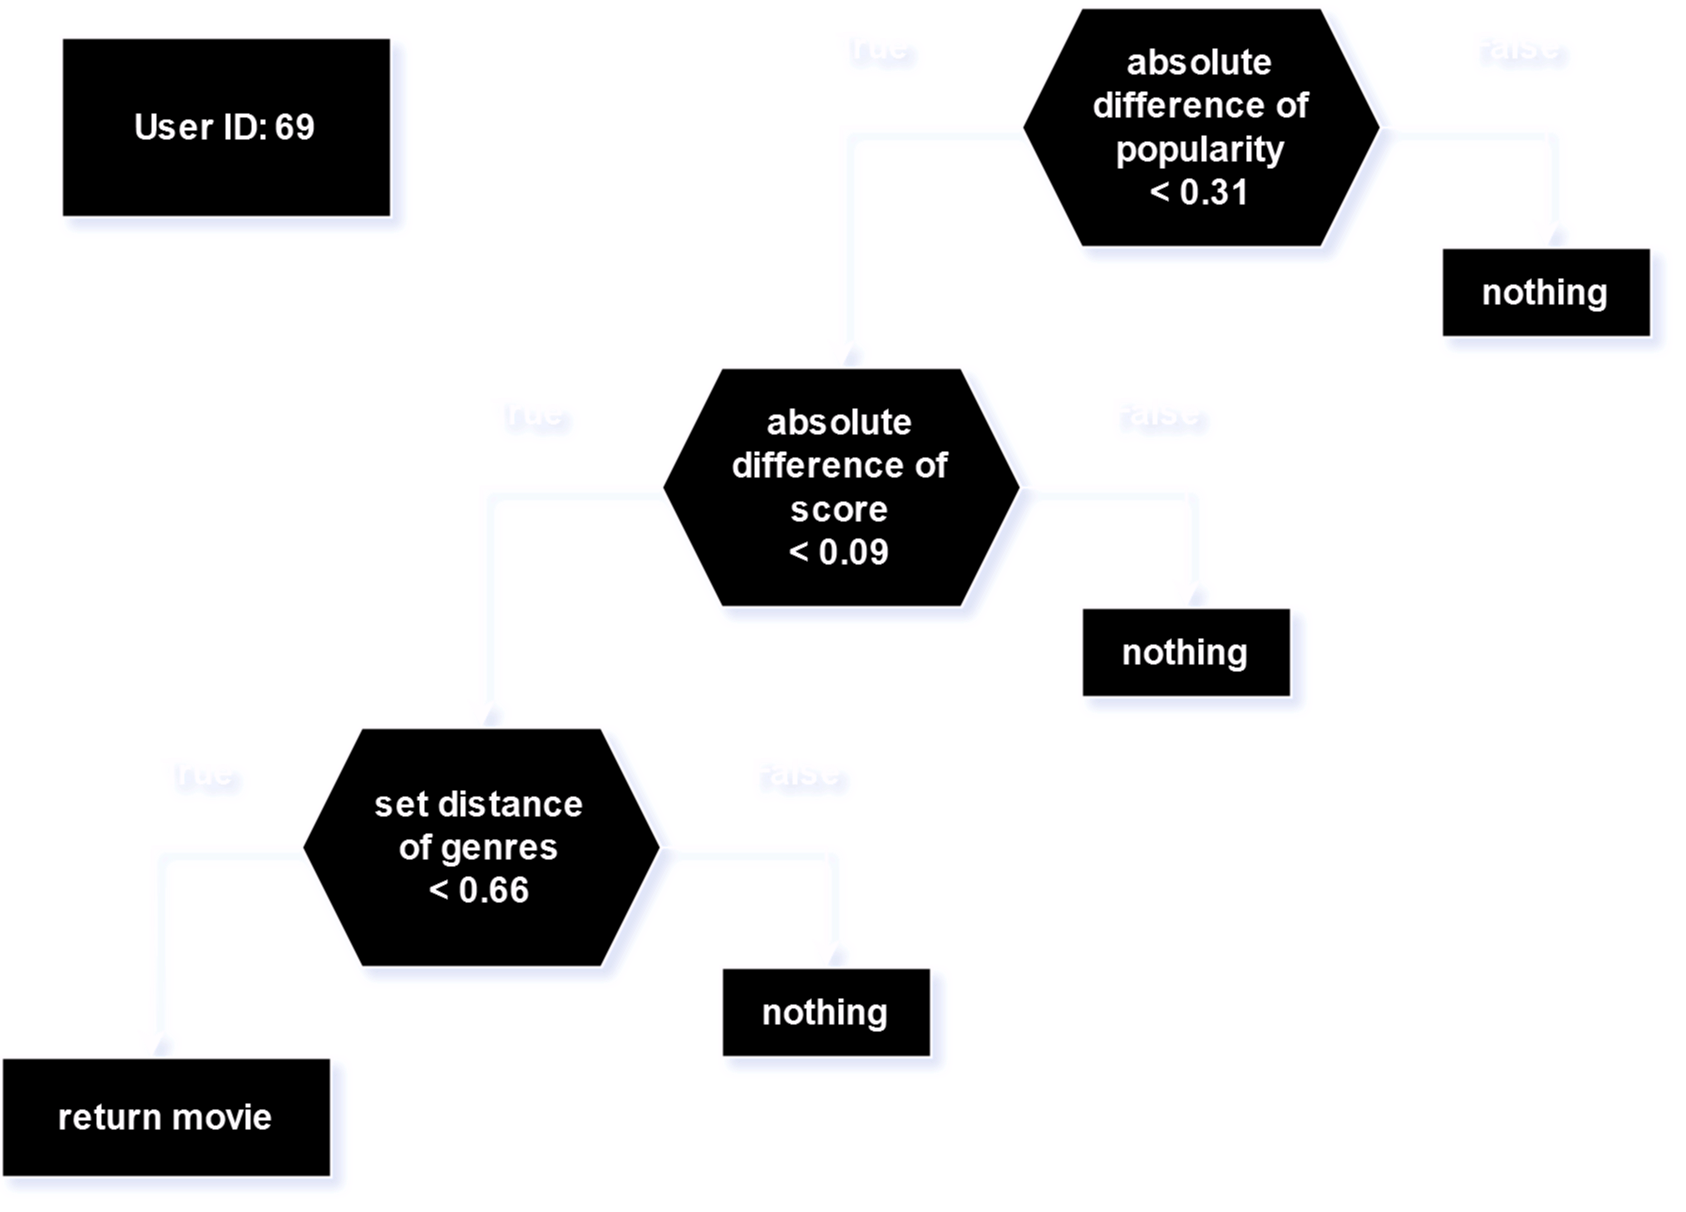 User ID: 69
True
False
absolute
difference of
popularity
< 0.31
nothing
True
False
absolute
difference of
score
< 0.09
nothing
True
False
set distance
of genres
< 0.66
nothing
return movie